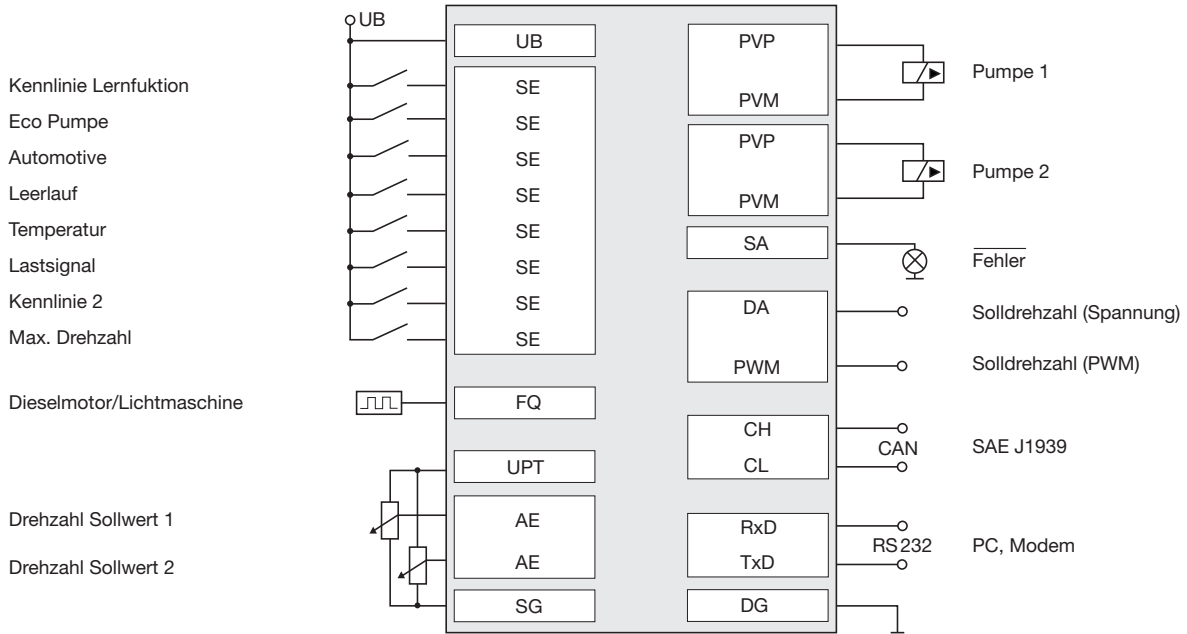 UB
UB
PVP
Kennlinie Lernfuktion
SE
Pumpe 1
PVM
Eco Pumpe
SE
PVP
Automotive
SE
Pumpe 2
Leerlauf
SE
PVM
Temperatur
SE
SA
Fehler
Lastsignal
SE
Kennlinie 2
SE
DA
Solldrehzahl (Spannung)
Max. Drehzahl
SE
PWM
Solldrehzahl (PWM)
Dieselmotor/Lichtmaschine
FQ
CH
CAN
SAE J1939
UPT
CL
Drehzahl Sollwert 1
AE
RxD
RS 232
PC, Modem
Drehzahl Sollwert 2
AE
TxD
SG
DG